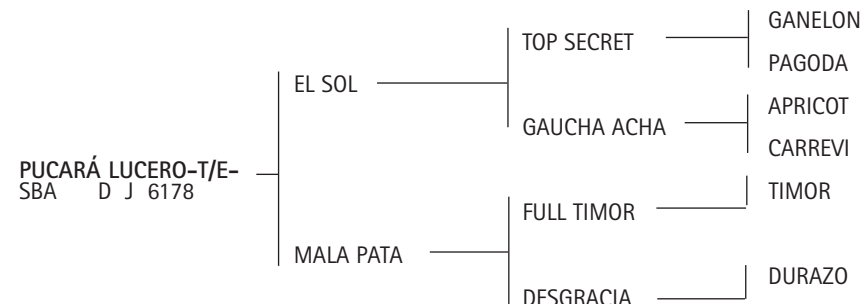 GANELON
TOP SECRET
PAGODA
EL SOL
APRICOT
GAUCHA ACHA
CARREVI
PUCARÁ LUCERO-T/E-
SBA D J 6178
TIMOR
FULL TIMOR
MALA PATA
DURAZO
DESGRACIA